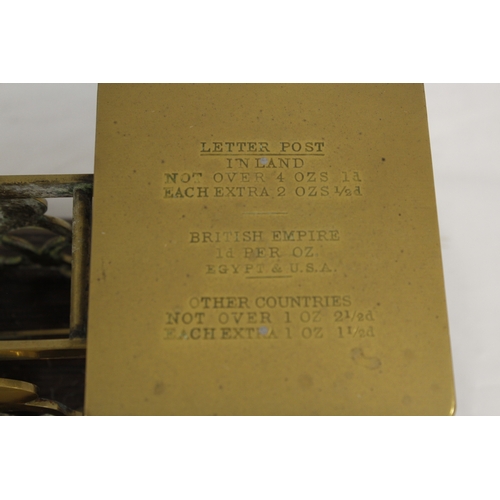 LETTER POST
INLAND
NOT OVER 4 OZS 1d
EACH EXTRA 2 OZS ½d
BRITISH EMPIRE
1d PER OZ.
EGYPT & U.S.A.
OTHER COUNTRIES
NOT OVER 1 OZ 2½d
EACH EXTRA 1 OZ 1½d